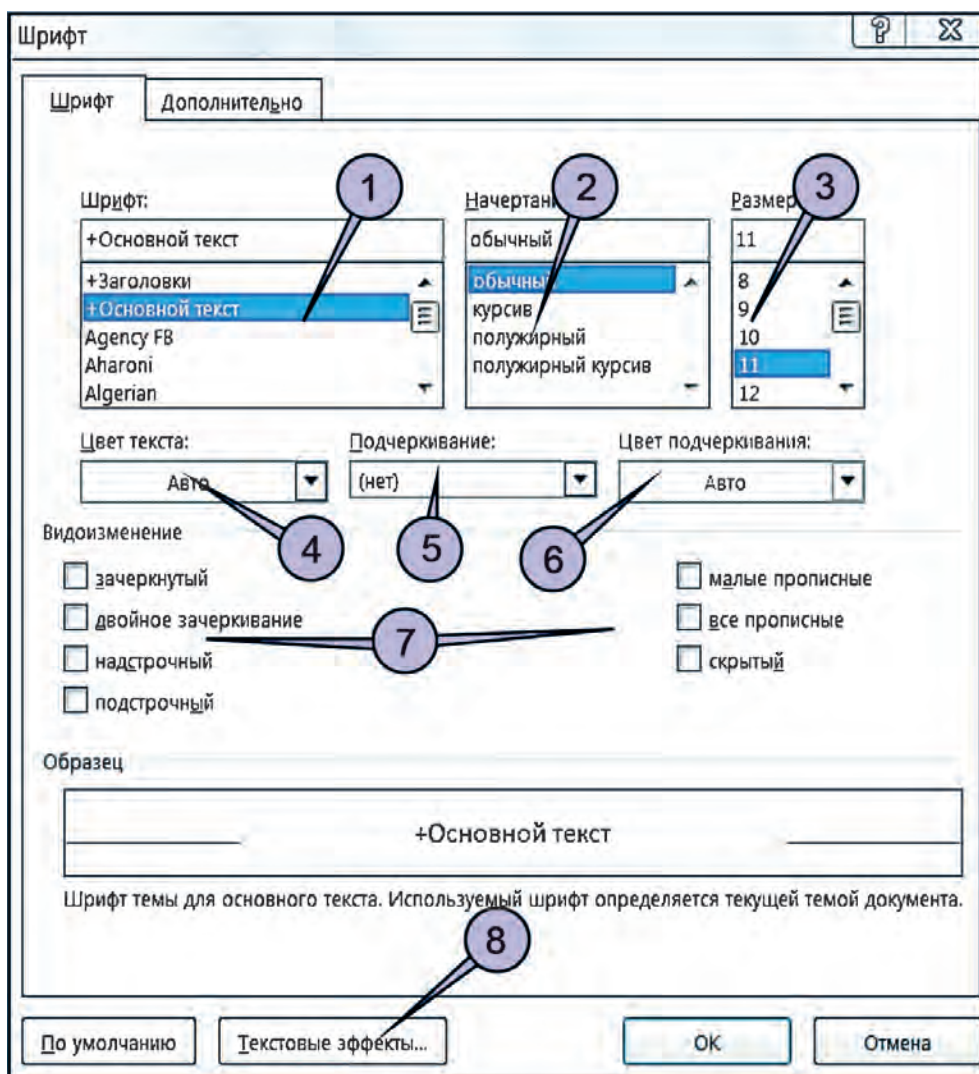 Шрифт
Шрифт Дополнительно
1 2 3
Шрифт: Начертани Размер
+Основной текст обычный 11
+Заголовки обычный 8
+Основной текст курсив 9
Agency FB полужирный 10
Aharoni полужирный курсив 11
Algerian 12
Цвет текста: Подчеркивание: Цвет подчеркивания:
Авто (нет) Авто
4 5 6
Видоизменение
зачеркнутый малые прописные
двойное зачеркивание все прописные
7
надстрочный скрытый
подстрочный
Образец
+Основной текст
Шрифт темы для основного текста. Используемый шрифт определяется текущей темой документа.
8
По умолчанию Текстовые эффекты... ОК Отмена